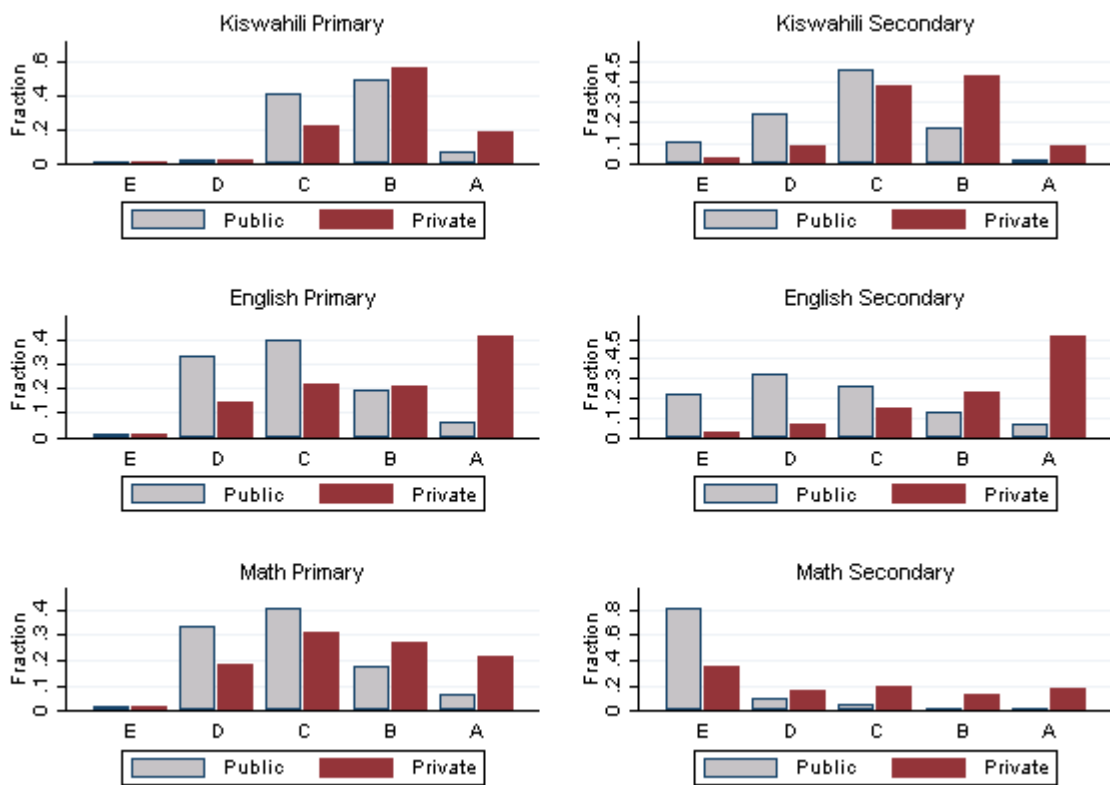 Kiswahili Primary
Fraction
0 .2 .4 .6
E D C B A
Public Private
Kiswahili Secondary
Fraction
0 .1 .2 .3 .4 .5
E D C B A
Public Private
English Primary
Fraction
0 .1 .2 .3 .4
E D C B A
Public Private
English Secondary
Fraction
0 .1 .2 .3 .4 .5
E D C B A
Public Private
Math Primary
Fraction
0 .1 .2 .3 .4
E D C B A
Public Private
Math Secondary
Fraction
0 .2 .4 .6 .8
E D C B A
Public Private